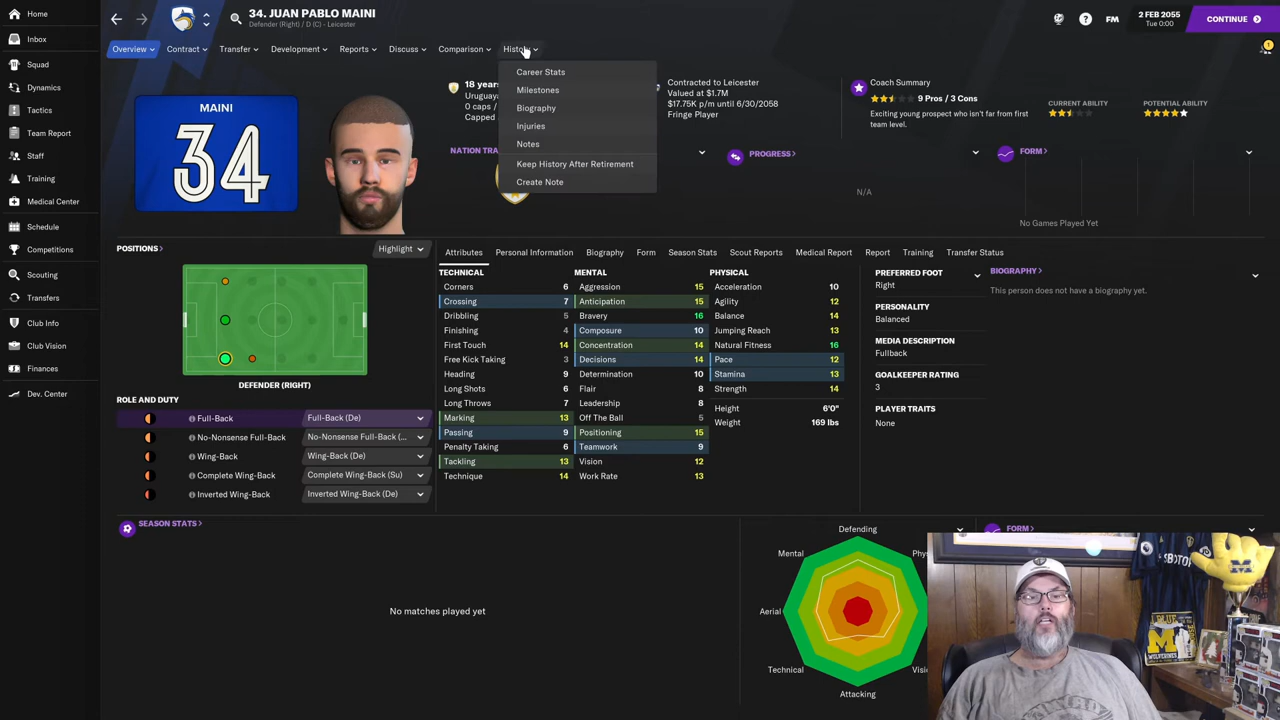 Home
Inbox
Squad
Dynamics
Tactics
Team Report
Staff
Training
Medical Center
Schedule
Competitions
Scouting
Transfers
Club Info
Club Vision
Finances
Dev. Center
34. JUAN PABLO MAINI
Defender (Right) / D (C) - Leicester
FM
2 FEB 2055
CONTINUE
Overview
Contract
Transfer
Development
Reports
Discuss
Comparison
History
Career Stats
Milestones
Biography
Injuries
Notes
Keep History After Retirement
Create Note
MAINI
34
18 years
0 caps /
Capped
NATION
Contracted to Leicester
Valued at $1.7M
$17.75K p/m until 6/30/2058
Fringe Player
Coach Summary
9 Pros / 3 Cons
Exciting young prospect who isn't far from first
team level.
CURRENT ABILITY
POTENTIAL ABILITY
PROGRESS
N/A
FORM
No Games Played Yet
POSITIONS
Highlight
DEFENDER (RIGHT)
ROLE AND DUTY
Full-Back Full-Back (De)
No-Nonsense Full-Back No-Nonsense Full-Back (...
Wing-Back Wing-Back (De)
Complete Wing-Back Complete Wing-Back (Su)
Inverted Wing-Back Inverted Wing-Back (De)
Attributes Personal Information Biography Form Season Stats Scout Reports Medical Report Report Training Transfer Status
TECHNICAL
Corners 6
Crossing 7
Dribbling 5
Finishing 4
First Touch 14
Free Kick Taking 3
Heading 9
Long Shots 6
Long Throws 7
Marking 13
Passing 9
Penalty Taking 6
Tackling 13
Technique 14
MENTAL
Aggression 15
Anticipation 15
Bravery 16
Composure 10
Concentration 14
Decisions 14
Determination 10
Flair 8
Leadership 8
Off The Ball 5
Positioning 15
Teamwork 9
Vision 12
Work Rate 13
PHYSICAL
Acceleration 10
Agility 12
Balance 14
Jumping Reach 13
Natural Fitness 16
Pace 12
Stamina 13
Strength 14
Height 6'0"
Weight 169 lbs
PREFERRED FOOT
Right
PERSONALITY
Balanced
MEDIA DESCRIPTION
Fullback
GOALKEEPER RATING
3
PLAYER TRAITS
None
BIOGRAPHY
This person does not have a biography yet.
SEASON STATS
No matches played yet
Defending
Mental
Aerial
Technical
Attacking
FORM
M